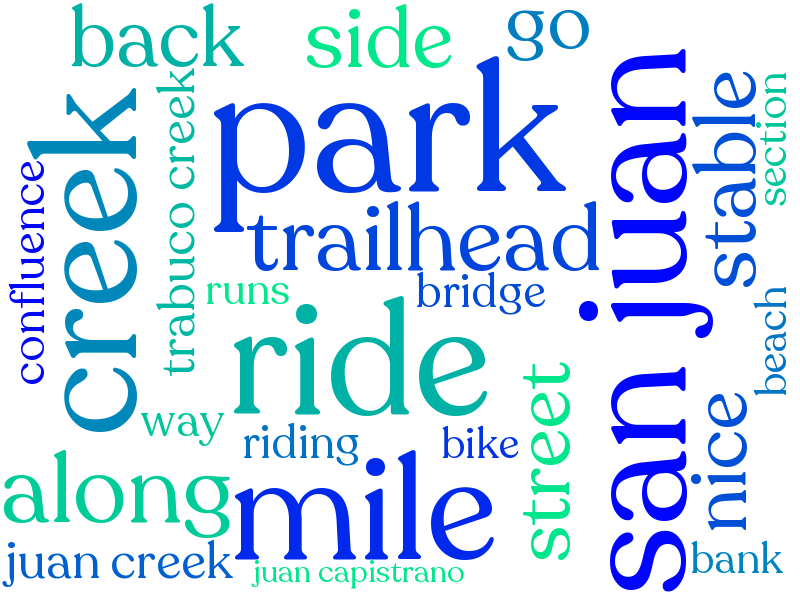 back
side
go
park
creek
trabuco creek
confluence
san juan
stable
section
trailhead
runs
bridge
ride
beach
way
riding
bike
street
nice
along
mile
juan creek
juan capistrano
bank